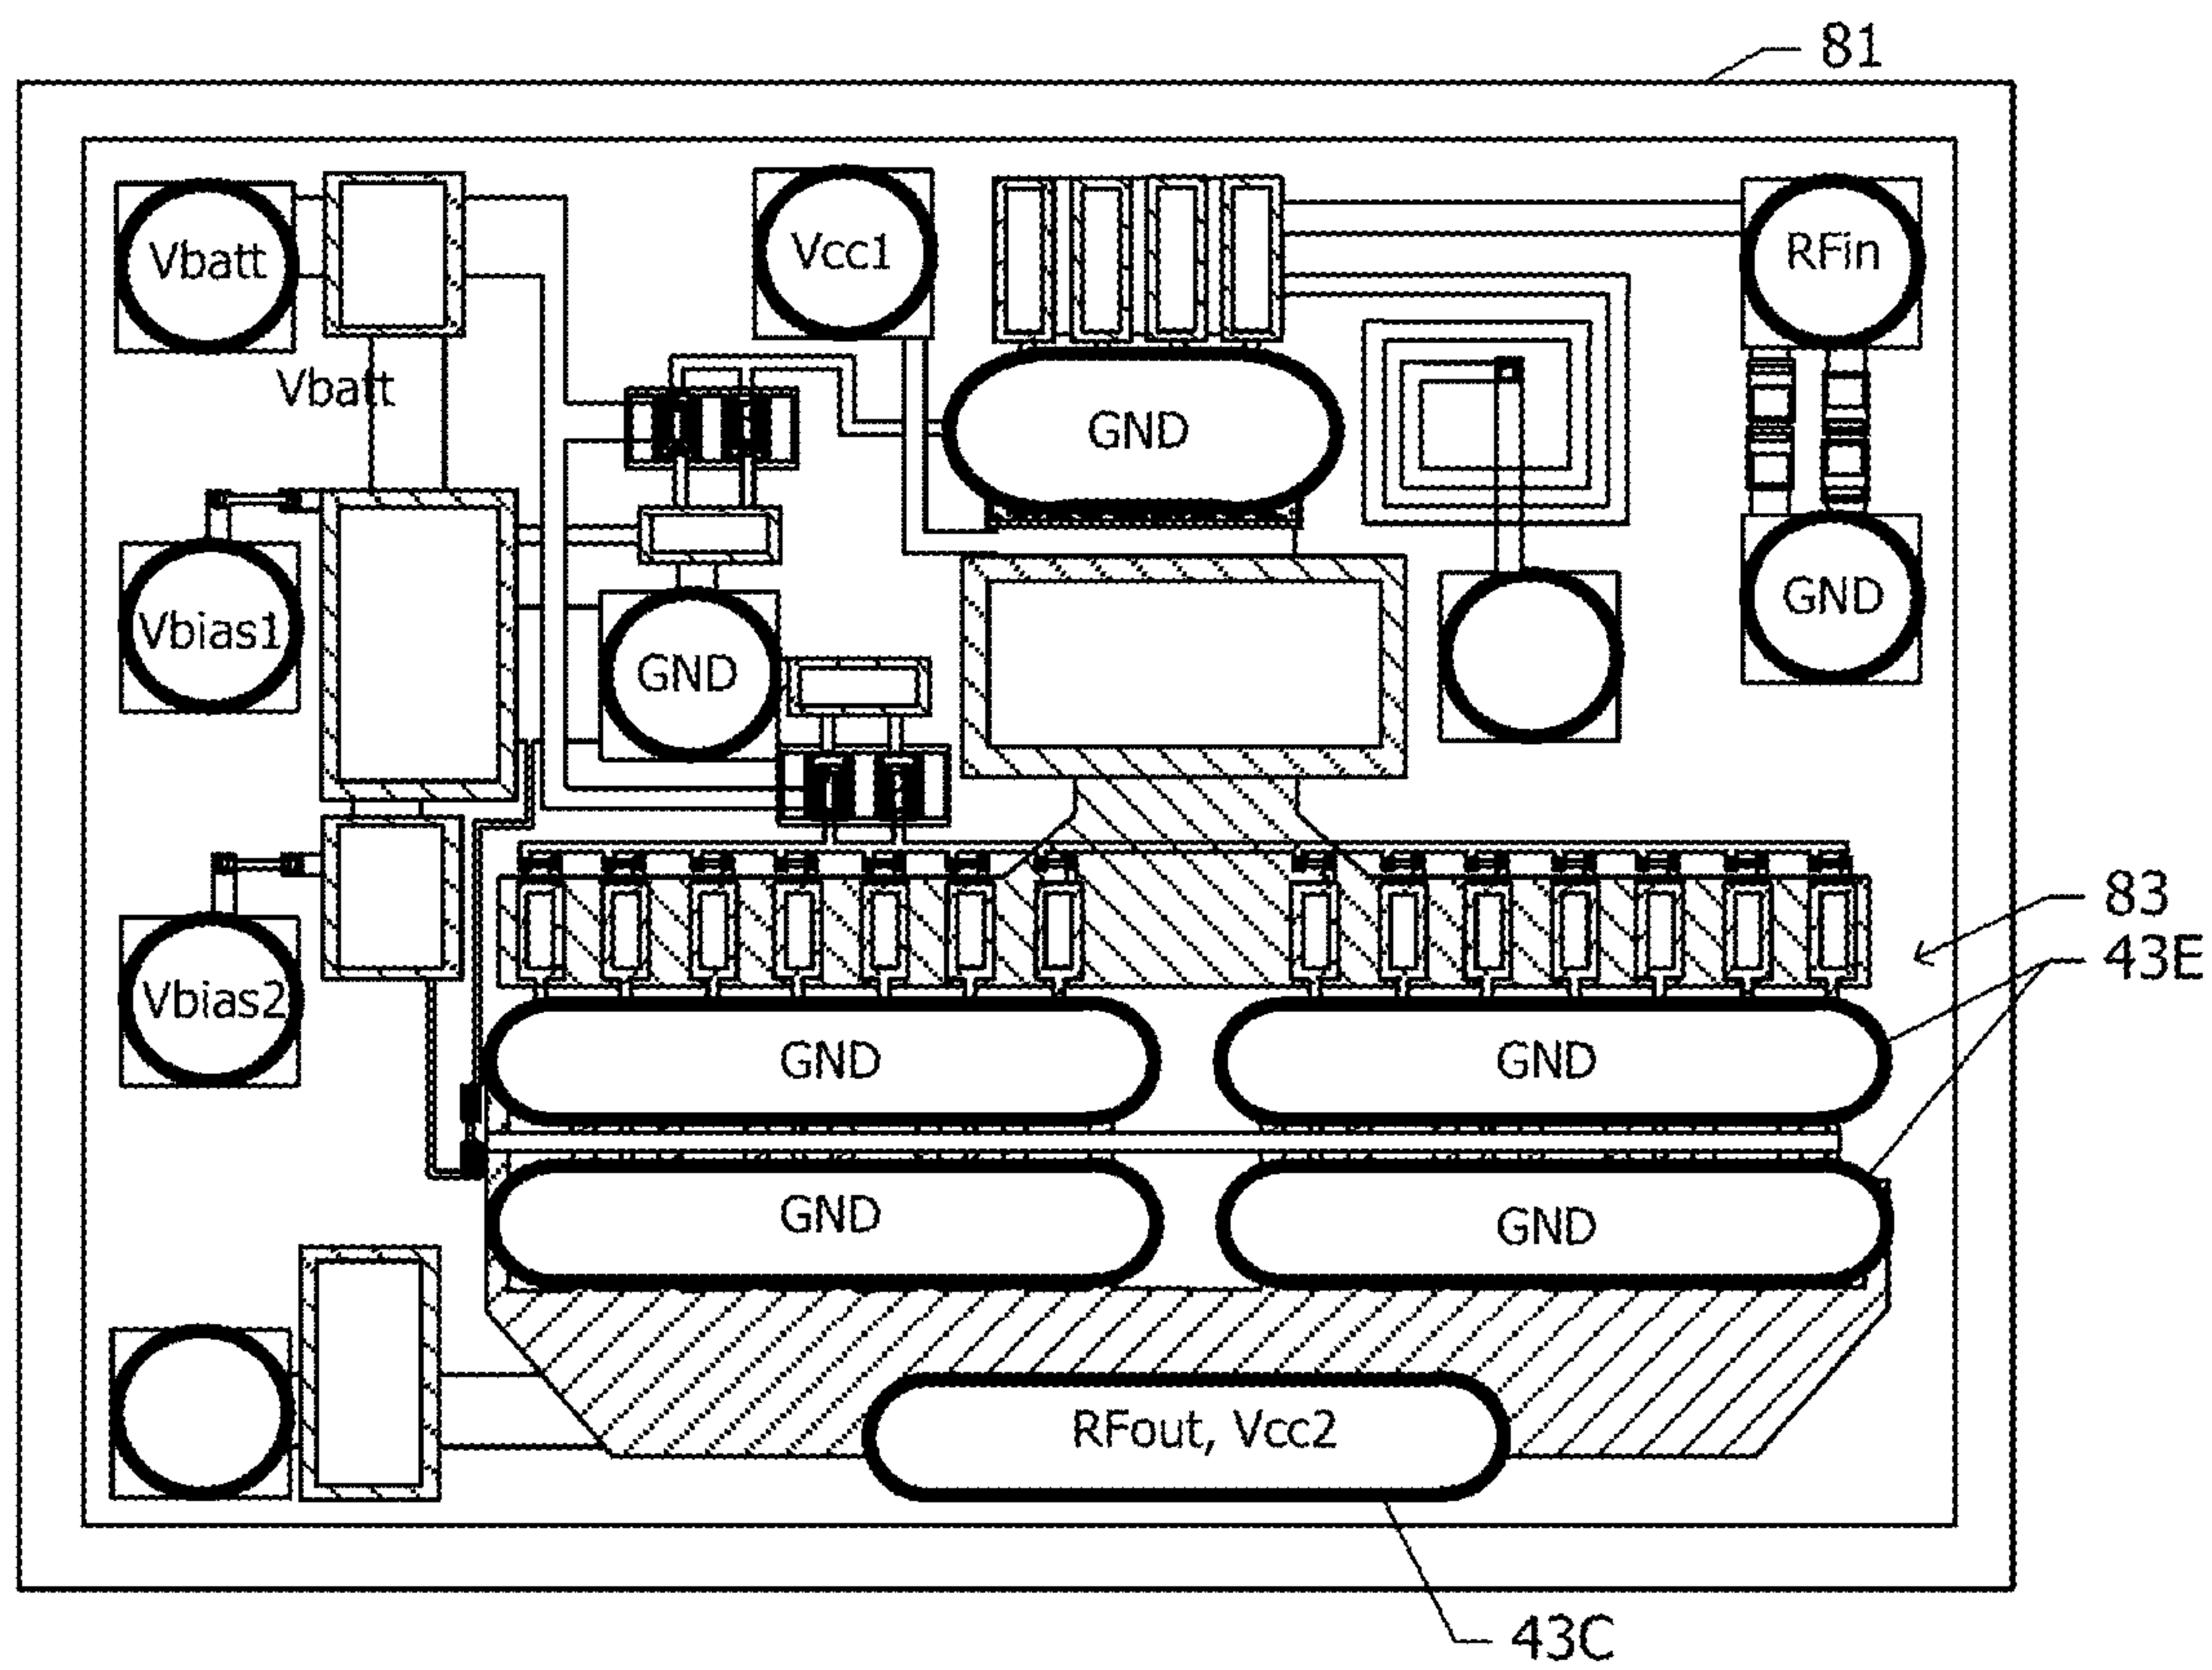 81
Vbatt
Vcc1
RFin
Vbatt
GND
GND
Vbias1
GND
83
43E
Vbias2
GND
GND
GND
GND
RFout, Vcc2
43C